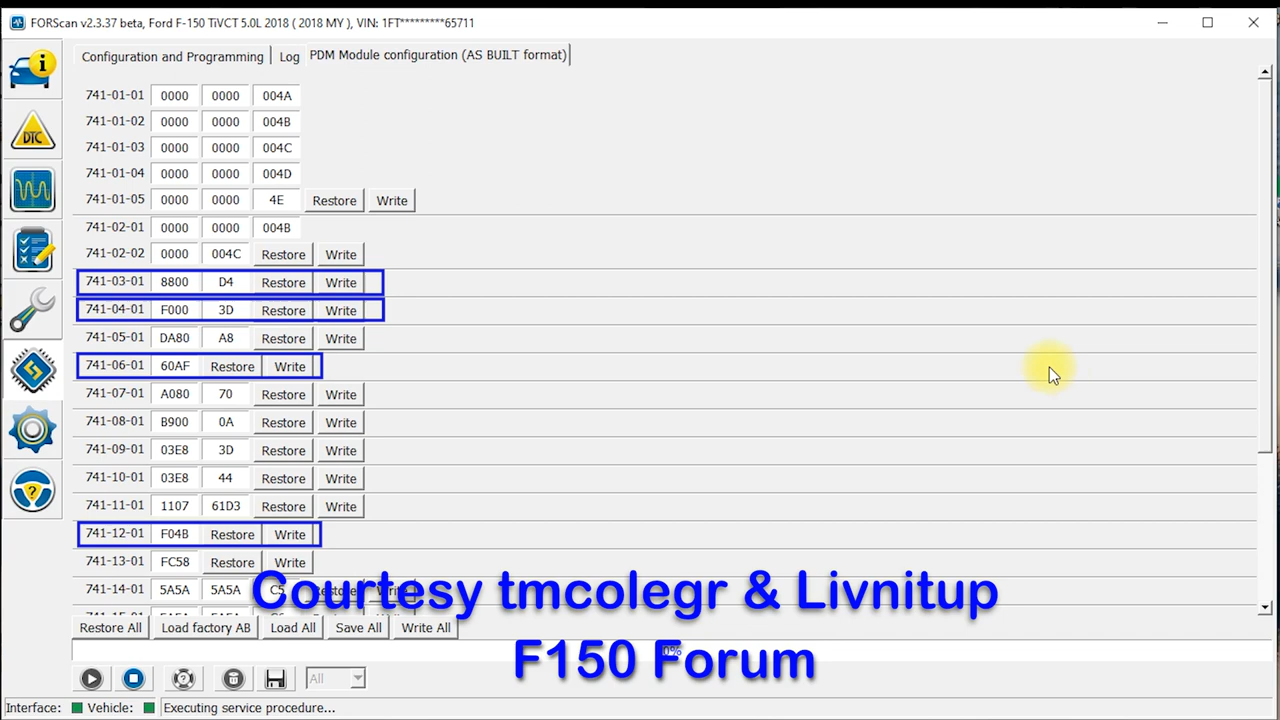 FORScan v2.3.37 beta, Ford F-150 TiVCT 5.0L 2018 ( 2018 MY ), VIN: 1FT*********65711
Configuration and Programming Log PDM Module configuration (AS BUILT format)
DTC
741-01-01 0000 0000 004A
741-01-02 0000 0000 004B
741-01-03 0000 0000 004C
741-01-04 0000 0000 004D
741-01-05 0000 0000 4E Restore Write
741-02-01 0000 0000 004B
741-02-02 0000 004C Restore Write
741-03-01 8800 D4 Restore Write
741-04-01 F000 3D Restore Write
741-05-01 DA80 A8 Restore Write
741-06-01 60AF Restore Write
741-07-01 A080 70 Restore Write
741-08-01 B900 0A Restore Write
741-09-01 03E8 3D Restore Write
741-10-01 03E8 44 Restore Write
741-11-01 1107 61D3 Restore Write
741-12-01 F04B Restore Write
741-13-01 FC58 Restore Write
741-14-01 5A5A 5A5A C5 Restore Write
Courtesy tmcolegr & Livnitup
Restore All Load factory AB Load All Save All Write All
F150 Forum
0%
All
Interface: Vehicle: Executing service procedure...